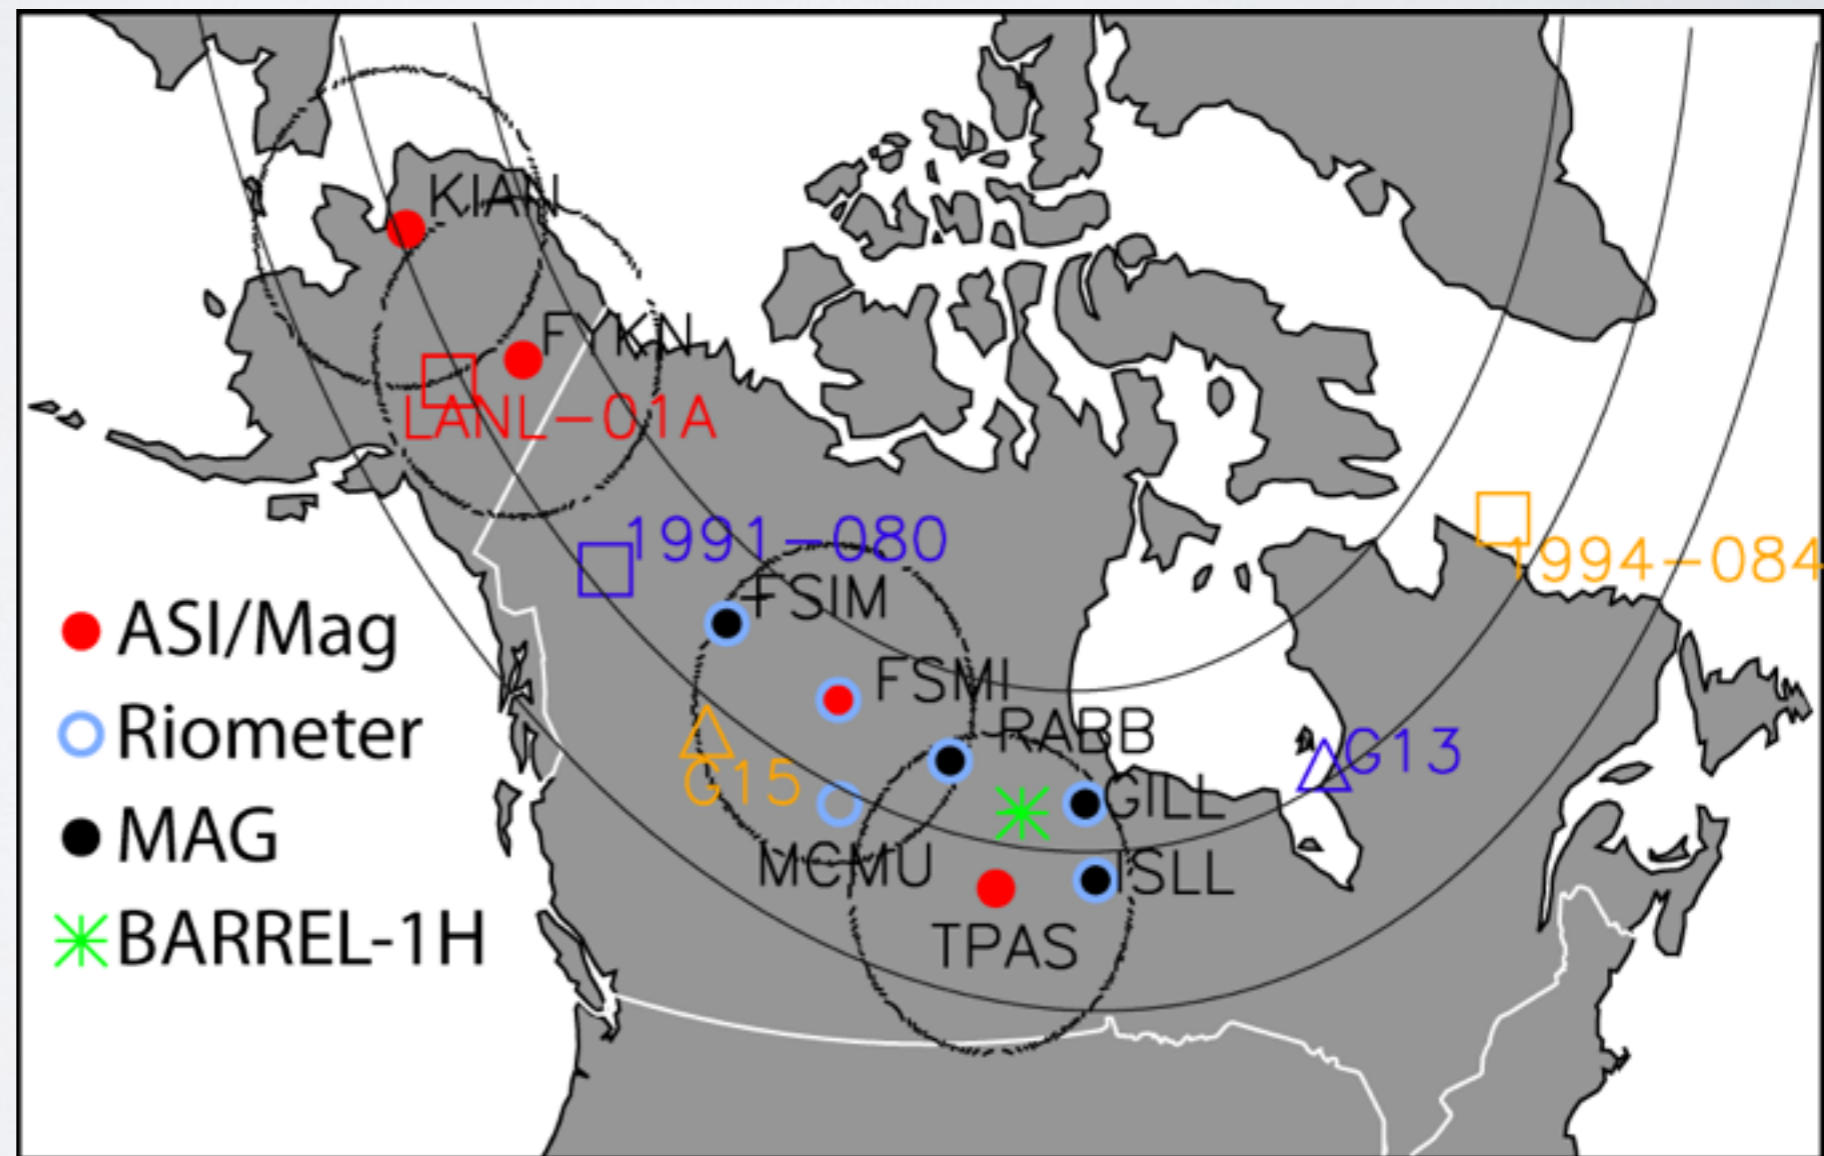 KIAN
FYKN
LANL-01A
1991-080
FSIM
1994-084
FSMI
RABB
G13
G15
GILL
MCMU
ISLL
TPAS
ASI/Mag
Riometer
MAG
BARREL-1H